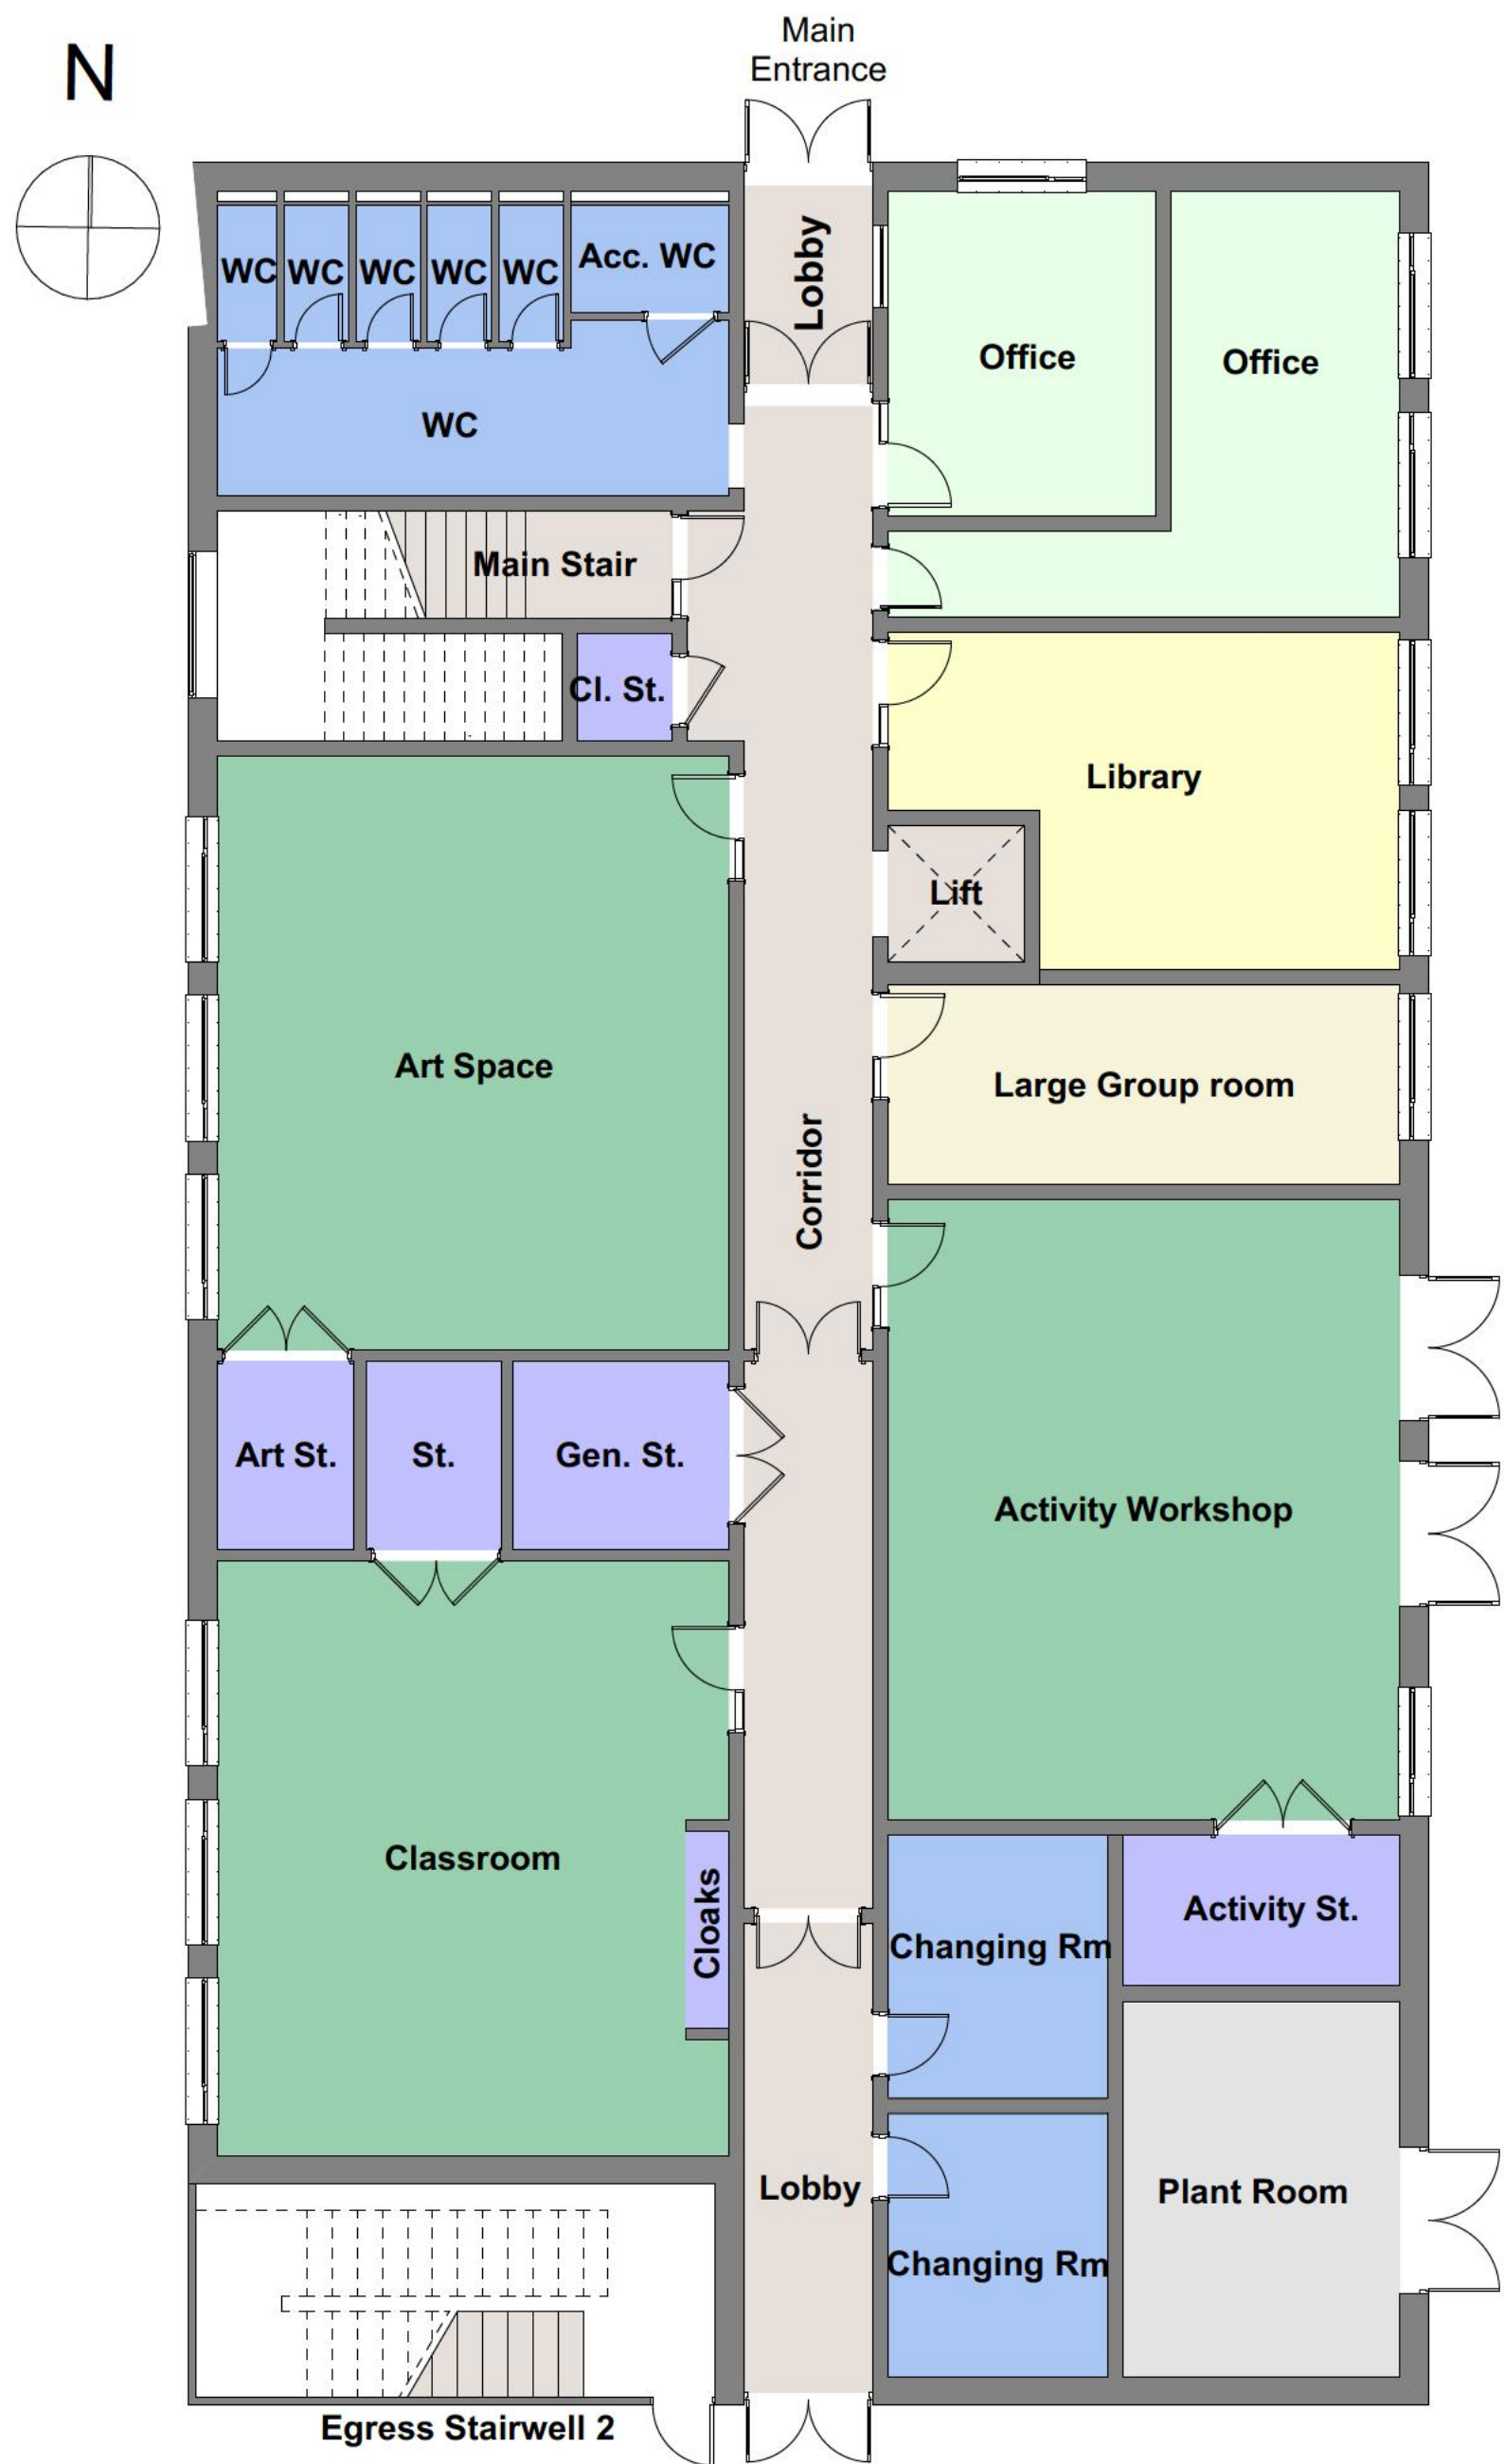 Main
Entrance
N
Lobby
WC
WC
WC
WC
WC
Acc. WC
Office
Office
WC
Main Stair
Cl. St.
Library
Lift
Art Space
Large Group room
Corridor
Art St.
St.
Gen. St.
Activity Workshop
Classroom
Cloaks
Changing Rm
Activity St.
Lobby
Plant Room
Changing Rm
Egress Stairwell 2